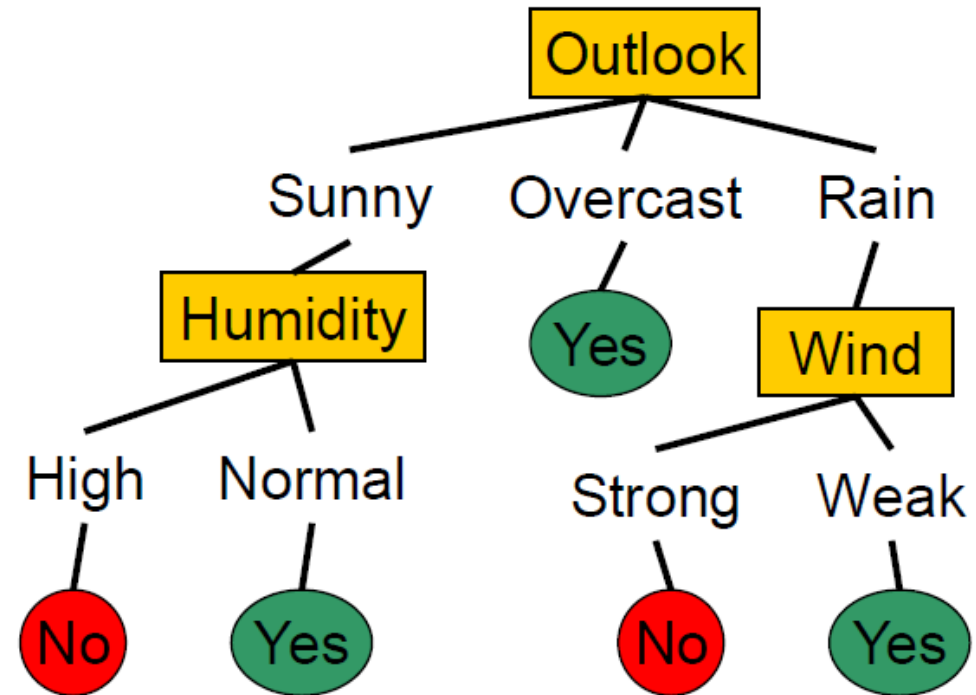 Outlook
Sunny Overcast Rain
Humidity Yes Wind
High Normal Strong Weak
No Yes No Yes